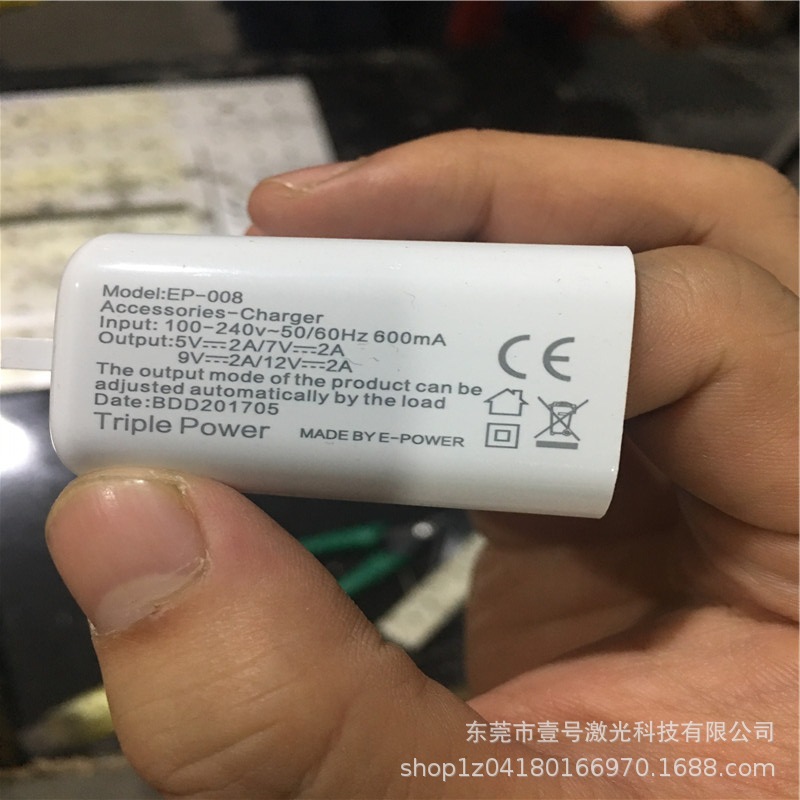 Model:EP-008
Accessories-Charger
Input: 100-240v~50/60Hz 600mA
Output:5V⎓2A/7V⎓2A
9V⎓2A/12V⎓2A
The output mode of the product can be
adjusted automatically by the load
Date:BDD201705
Triple Power MADE BY E-POWER
CE
东莞市壹号激光科技有限公司
shop1z04180166970.1688.com